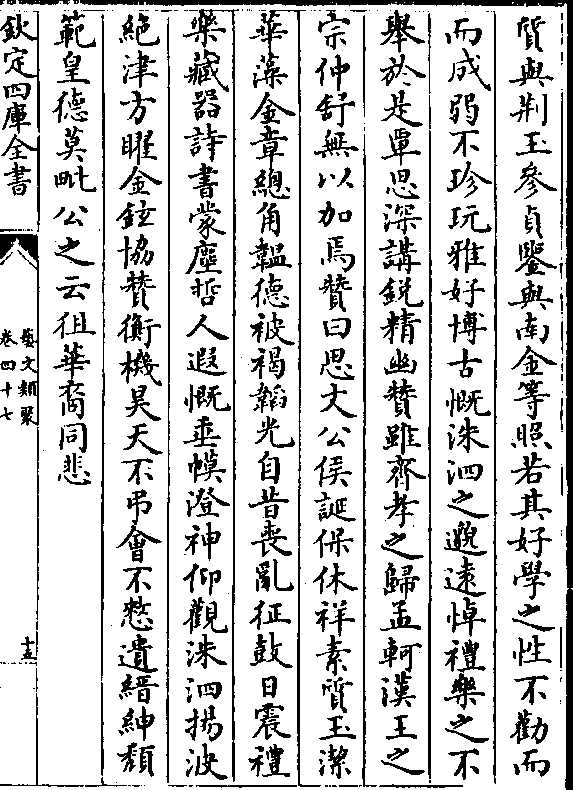 質與荆玉參貞鑒與南金等照若其好學之性不勸而
而成弱不珍玩雅好博古慨洙泗之邈遠悼禮樂之不
舉於是覃思深講銳精幽賛雖齊孝之歸孟軻漢王之
宗仲舒無以加焉賛曰思文公侯誕保休祥素質玉潔
華藻金章總角韞德被褐韜光自昔喪亂征鼓日震禮
樂藏器詩書蒙塵哲人遐慨垂幙澄神仰觀洙泗揚波
絶津方曜金鉉協賛衡機昊天不弔會不憗遺縉紳頽
範皇德莫毗公之云徂華裔同悲
欽定四庫全書
藝文類聚
卷四十七
十五